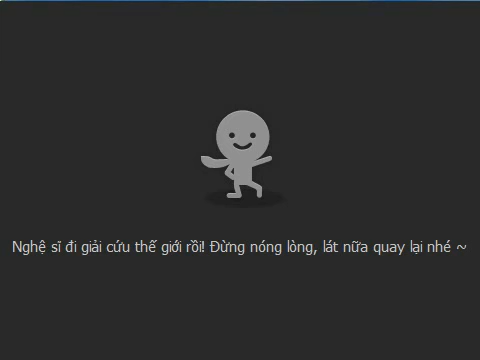 Nghệ sĩ đi giải cứu thế giới rồi! Đừng nóng lòng, lát nữa quay lại nhé ~